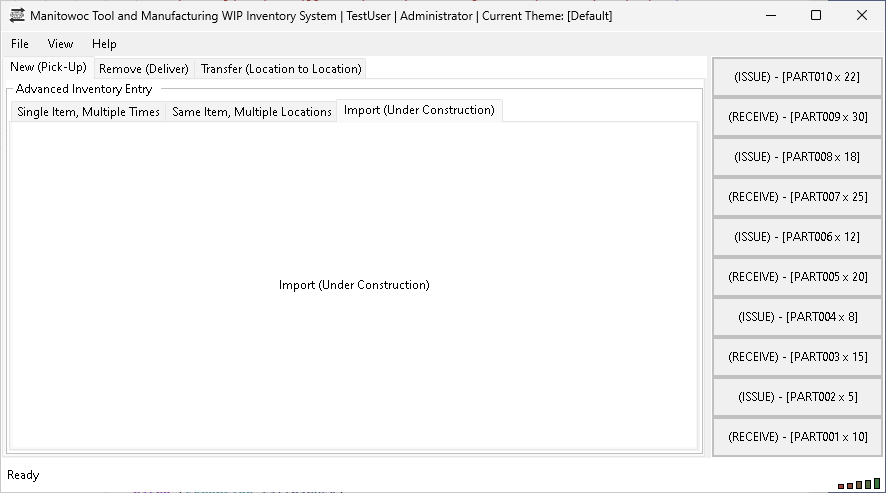 Manitowoc Tool and Manufacturing WIP Inventory System | TestUser | Administrator | Current Theme: [Default]
File View Help
New (Pick-Up) Remove (Deliver) Transfer (Location to Location)
Advanced Inventory Entry
Single Item, Multiple Times Same Item, Multiple Locations Import (Under Construction)
Import (Under Construction)
(ISSUE) - [PART010 x 22]
(RECEIVE) - [PART009 x 30]
(ISSUE) - [PART008 x 18]
(RECEIVE) - [PART007 x 25]
(ISSUE) - [PART006 x 12]
(RECEIVE) - [PART005 x 20]
(ISSUE) - [PART004 x 8]
(RECEIVE) - [PART003 x 15]
(ISSUE) - [PART002 x 5]
(RECEIVE) - [PART001 x 10]
Ready